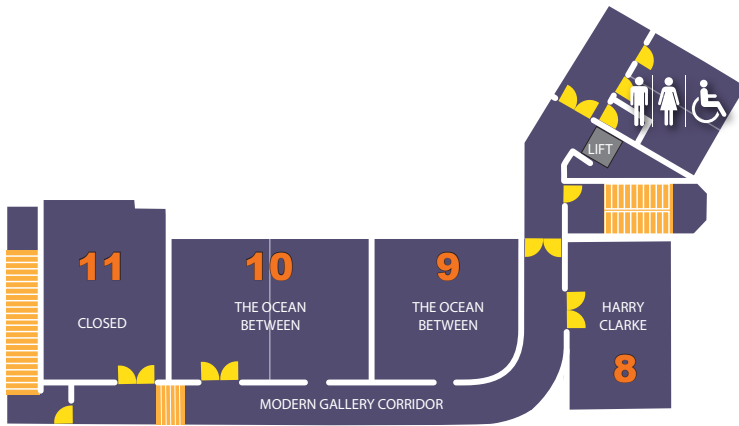 LIFT
11
CLOSED
10
THE OCEAN
BETWEEN
9
THE OCEAN
BETWEEN
HARRY
CLARKE
8
MODERN GALLERY CORRIDOR